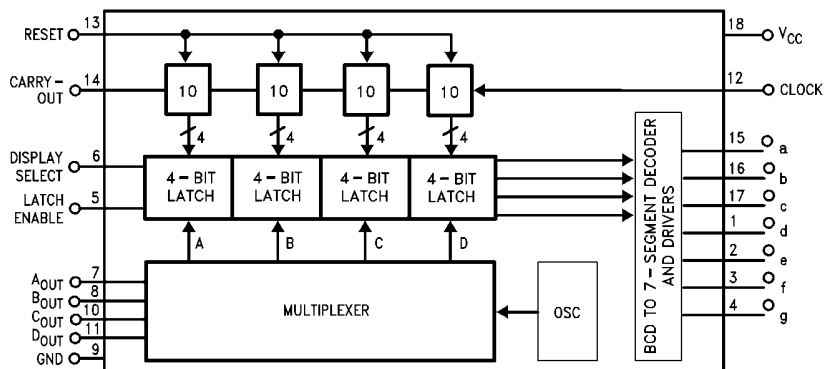 RESET 13
18 VCC
CARRY-OUT 14
10 10 10 10
12 CLOCK
4 4 4 4
DISPLAY SELECT 6
4-BIT LATCH
4-BIT LATCH
4-BIT LATCH
4-BIT LATCH
LATCH ENABLE 5
A B C D
AOUT 7
BOUT 8
COUT 10
DOUT 11
GND 9
MULTIPLEXER
OSC
BCD TO 7-SEGMENT DECODER AND DRIVERS
15 a
16 b
17 c
1 d
2 e
3 f
4 g